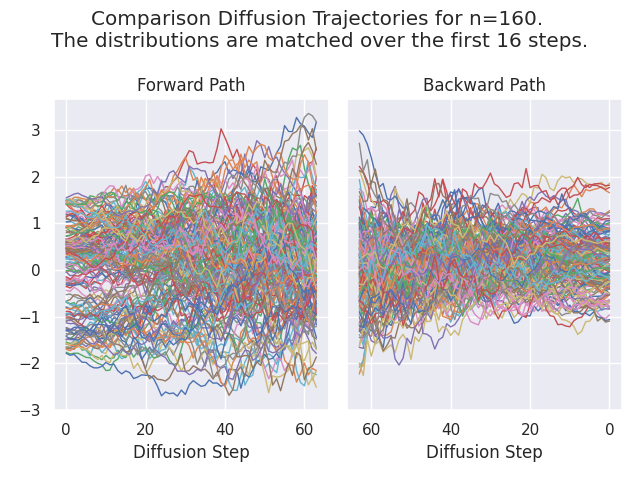 Comparison Diffusion Trajectories for n=160.
The distributions are matched over the first 16 steps.
Forward Path
Backward Path
3
2
1
0
−1
−2
−3
0 20 40 60
60 40 20 0
Diffusion Step
Diffusion Step